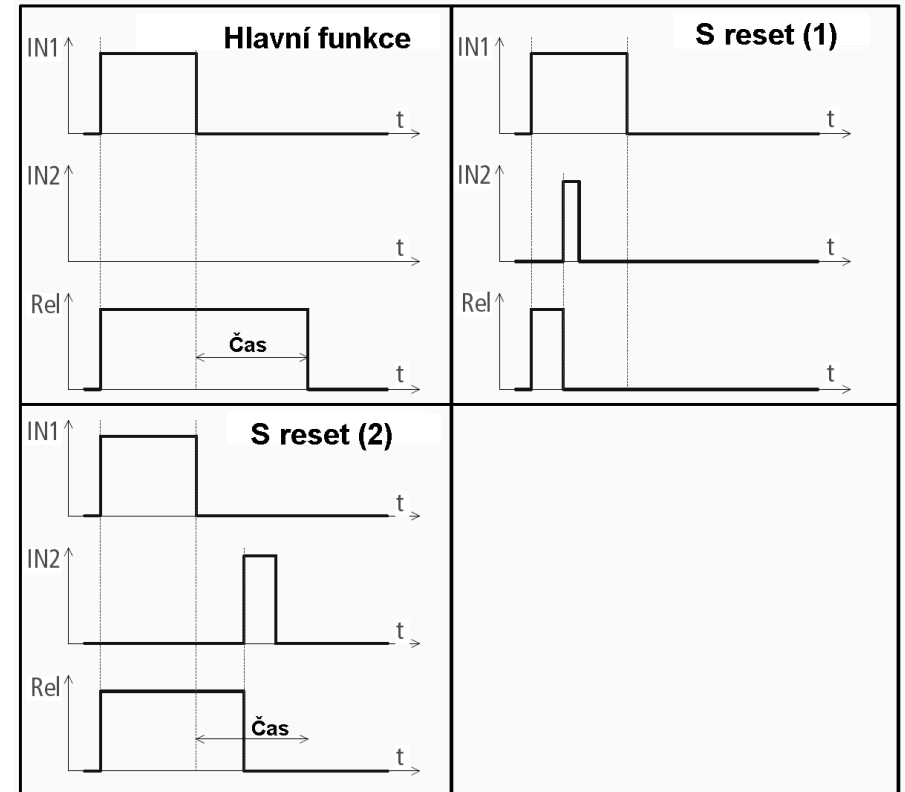 Hlavní funkce
IN1
t
IN2
t
Rel
Čas
t
S reset (1)
IN1
t
IN2
t
Rel
t
S reset (2)
IN1
t
IN2
t
Rel
Čas
t